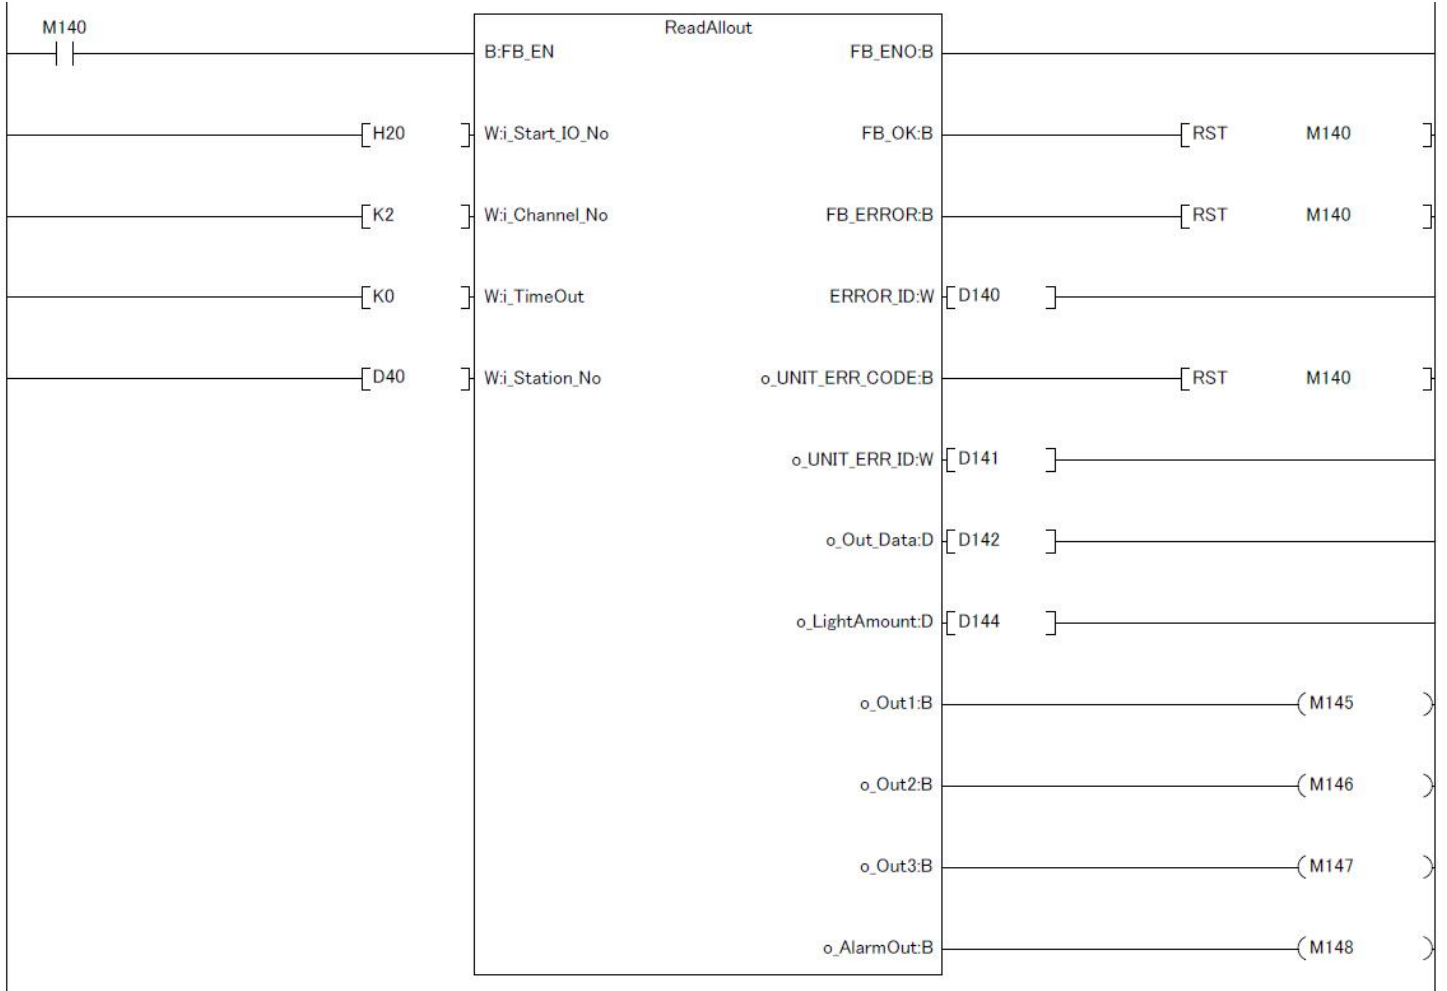 M140
ReadAllout
B:FB_EN FB_ENO:B
H20 W:i_Start_IO_No FB_OK:B RST M140
K2 W:i_Channel_No FB_ERROR:B RST M140
K0 W:i_TimeOut ERROR_ID:W D140
D40 W:i_Station_No o_UNIT_ERR_CODE:B RST M140
o_UNIT_ERR_ID:W D141
o_Out_Data:D D142
o_LightAmount:D D144
o_Out1:B M145
o_Out2:B M146
o_Out3:B M147
o_AlarmOut:B M148